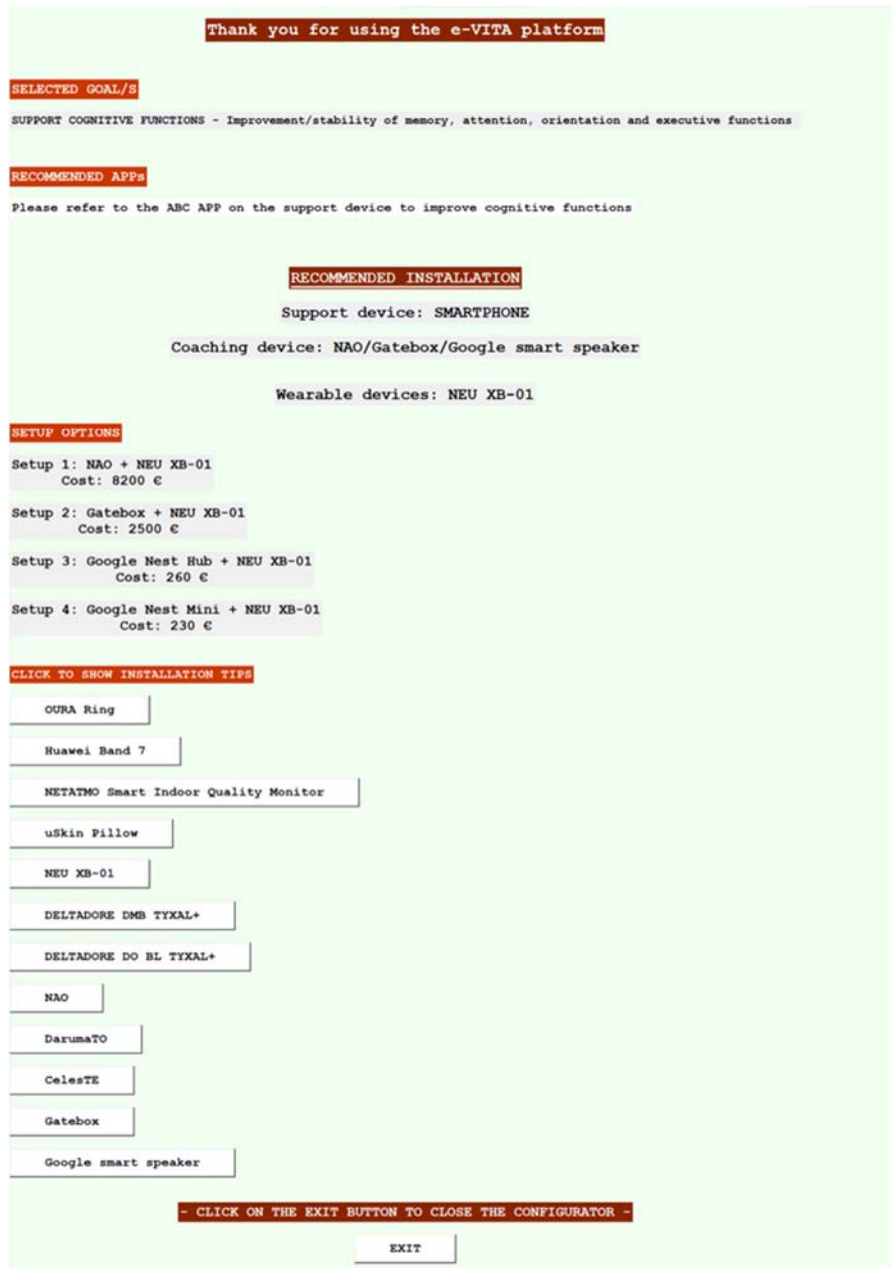 Thank you for using the e-VITA platform
SELECTED GOAL/S
SUPPORT COGNITIVE FUNCTIONS - Improvement/stability of memory, attention, orientation and executive functions
RECOMMENDED APPs
Please refer to the ABC APP on the support device to improve cognitive functions
RECOMMENDED INSTALLATION
Support device: SMARTPHONE
Coaching device: NAO/Gatebox/Google smart speaker
Wearable devices: NEU XB-01
SETUP OPTIONS
Setup 1: NAO + NEU XB-01
Cost: 8200 €
Setup 2: Gatebox + NEU XB-01
Cost: 2500 €
Setup 3: Google Nest Hub + NEU XB-01
Cost: 260 €
Setup 4: Google Nest Mini + NEU XB-01
Cost: 230 €
CLICK TO SHOW INSTALLATION TIPS
OURA Ring
Huawei Band 7
NETATMO Smart Indoor Quality Monitor
uSkin Pillow
NEU XB-01
DELTADORE DMB TYXAL+
DELTADORE DO BL TYXAL+
NAO
DarumaTO
CelesTE
Gatebox
Google smart speaker
- CLICK ON THE EXIT BUTTON TO CLOSE THE CONFIGURATOR -
EXIT